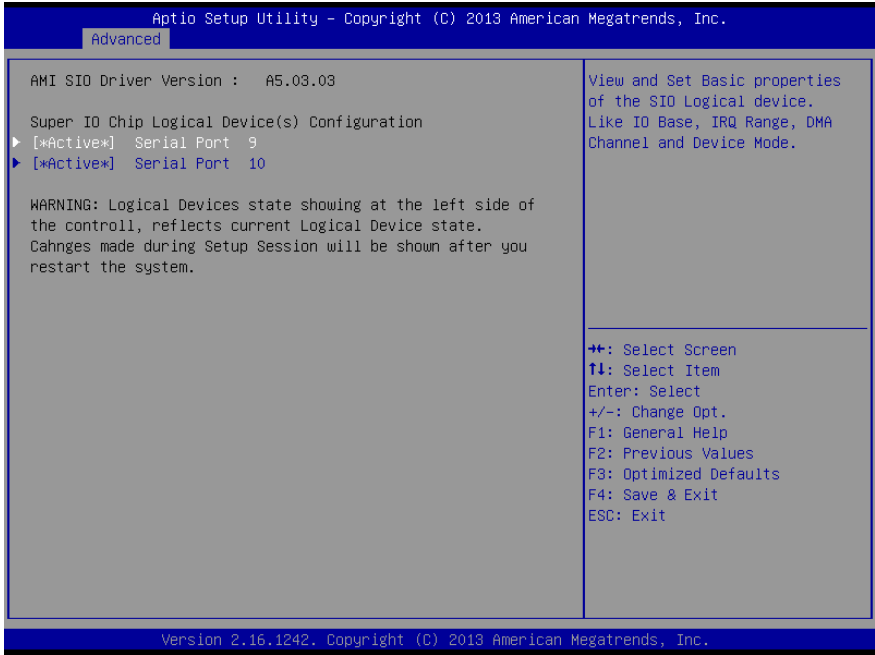 Aptio Setup Utility – Copyright (C) 2013 American Megatrends, Inc.
Advanced
AMI SIO Driver Version :   A5.03.03
Super IO Chip Logical Device(s) Configuration
[*Active*]  Serial Port  9
[*Active*]  Serial Port  10
WARNING: Logical Devices state showing at the left side of
the controll, reflects current Logical Device state.
Cahnges made during Setup Session will be shown after you
restart the system.
View and Set Basic properties
of the SIO Logical device.
Like IO Base, IRQ Range, DMA
Channel and Device Mode.
→←: Select Screen
↑↓: Select Item
Enter: Select
+/-: Change Opt.
F1: General Help
F2: Previous Values
F3: Optimized Defaults
F4: Save & Exit
ESC: Exit
Version 2.16.1242. Copyright (C) 2013 American Megatrends, Inc.